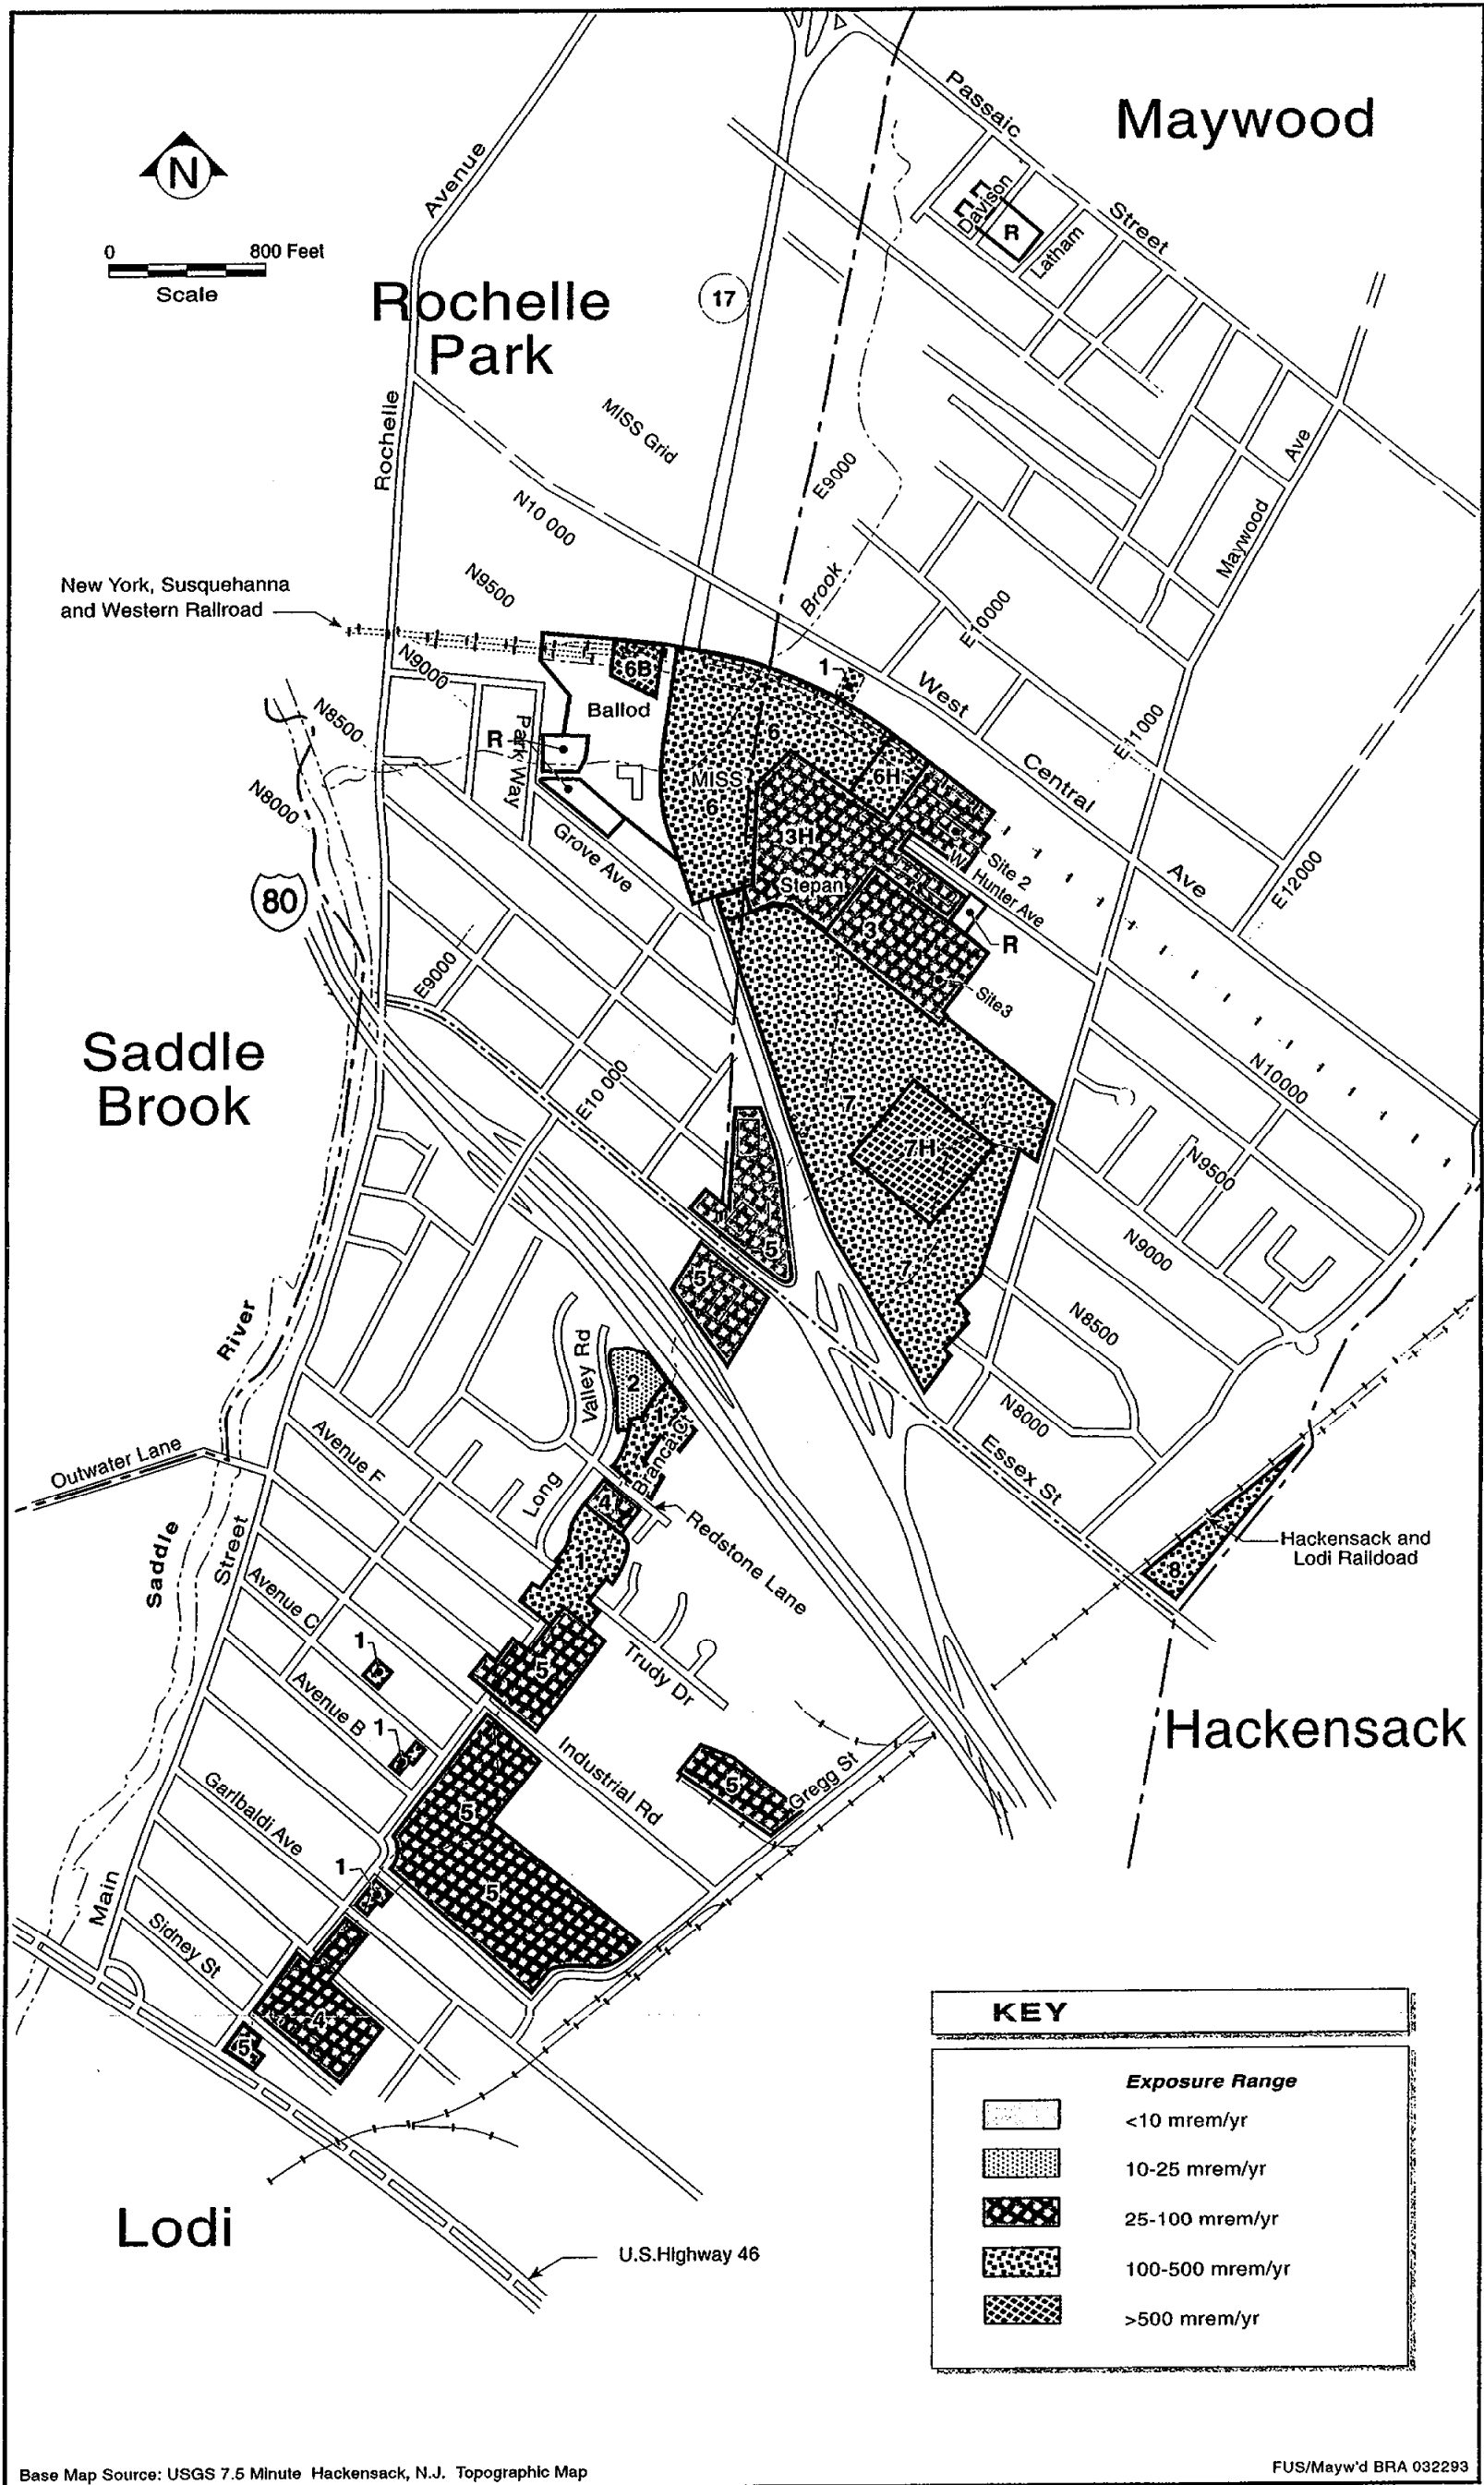 Maywood
Passaic
Street
Davison
R
Latham
N
0 800 Feet
Scale
Avenue
Rochelle
Park
17
Rochelle
MISS Grid
E9000
N10 000
Ave
Maywood
N9500
Brook
E10000
New York, Susquehanna
and Western Railroad
6B
N9000
1
West
Ballod
N8500
R
Park Way
6
E11000
MISS
6H
Central
N8000
6
13H
Site 2
W
Hunter Ave
Grove Ave
Stepan
Ave
E12000
80
3
R
E9000
Site3
Saddle
Brook
E10 000
N10000
7
7H
N9500
5
N9000
5
7
N8500
River
Valley Rd
2
1
N8000
Branca Ct
Avenue F
Outwater Lane
Essex St
Long
4
Redstone Lane
Hackensack and
Lodi Raildoad
8
1
Saddle
Street
Avenue C
1
5
Trudy Dr
Avenue B
1
Hackensack
Industrial Rd
5
Gregg St
5
Garibaldi Ave
1
5
Main
Sidney St
4
5
KEY
Exposure Range
<10 mrem/yr
10-25 mrem/yr
25-100 mrem/yr
100-500 mrem/yr
>500 mrem/yr
Lodi
U.S.Highway 46
Base Map Source: USGS 7.5 Minute Hackensack, N.J. Topographic Map
FUS/Mayw'd BRA 032293